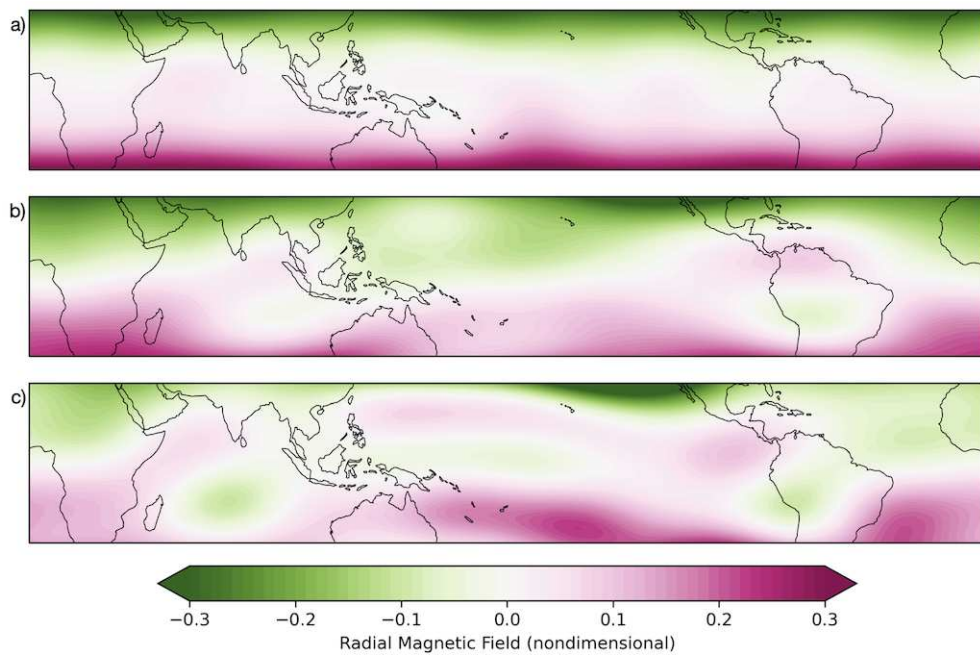 a)
b)
c)
−0.3 −0.2 −0.1 0.0 0.1 0.2 0.3
Radial Magnetic Field (nondimensional)